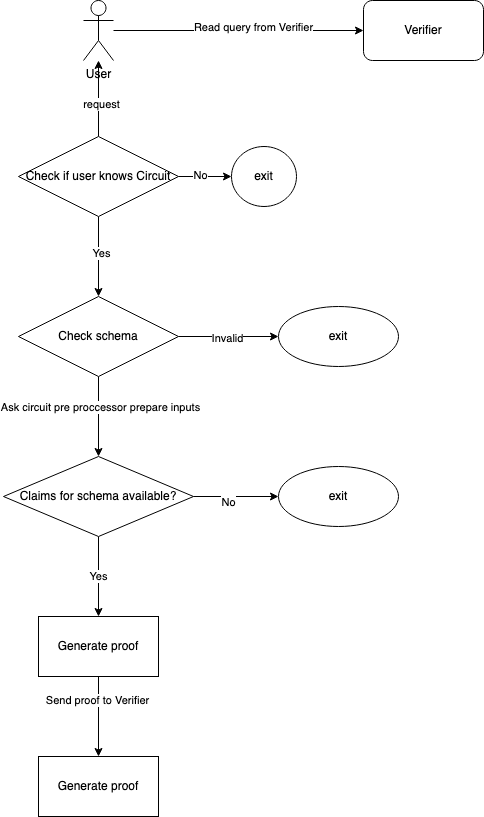 Read query from Verifier
Verifier
User
request
Check if user knows Circuit
No
exit
Yes
Check schema
Invalid
exit
Ask circuit pre proccessor prepare inputs
Claims for schema available?
No
exit
Yes
Generate proof
Send proof to Verifier
Generate proof